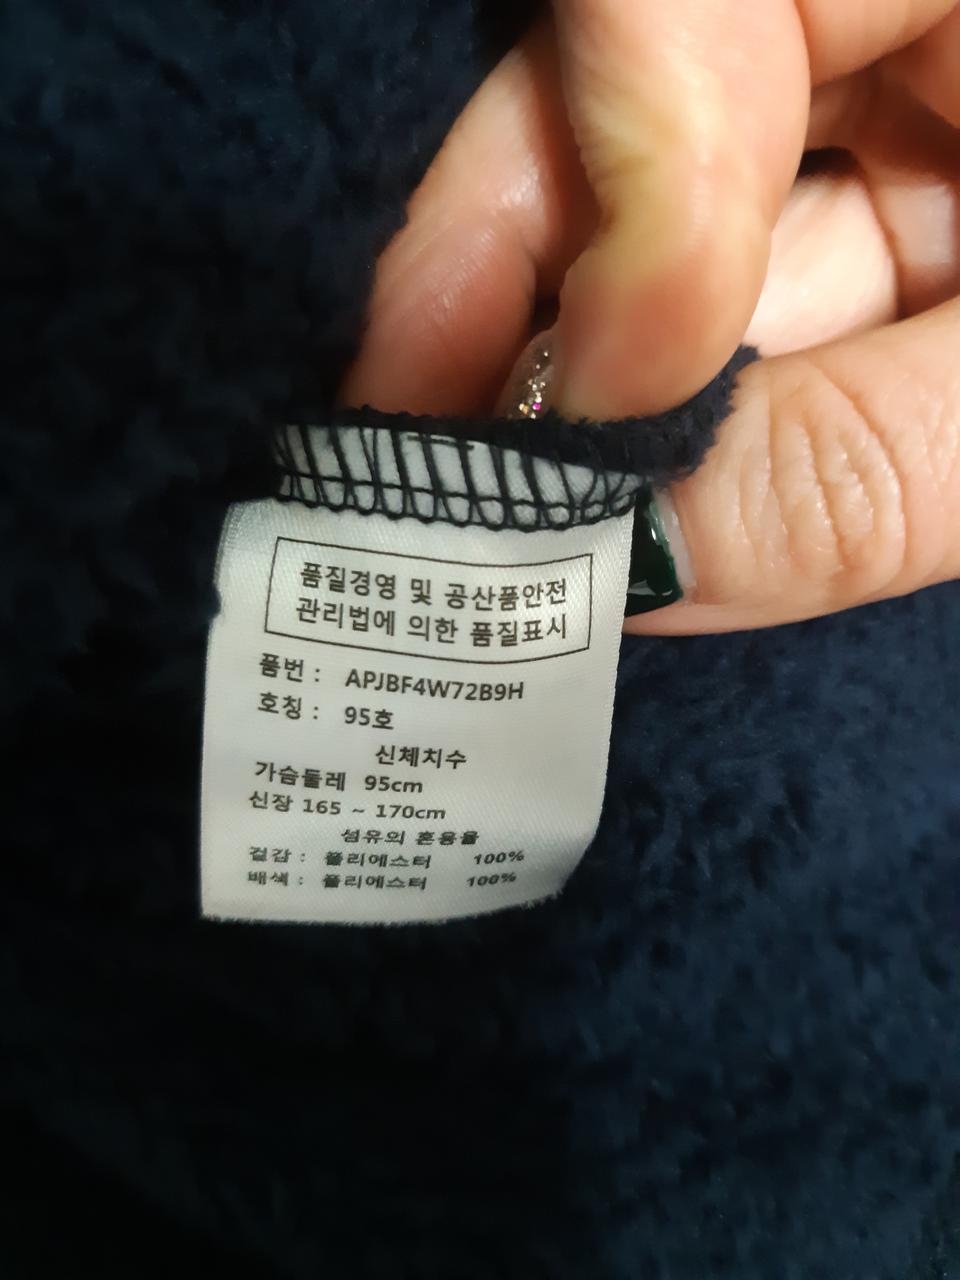 품질경영 및 공산품안전
관리법에 의한 품질표시
품번 : APJBF4W72B9H
호칭 : 95호
신체치수
가슴둘레 95cm
신장 165 ~ 170cm
섬유의 혼용율
겉감 : 폴리에스터 100%
배색 : 폴리에스터 100%